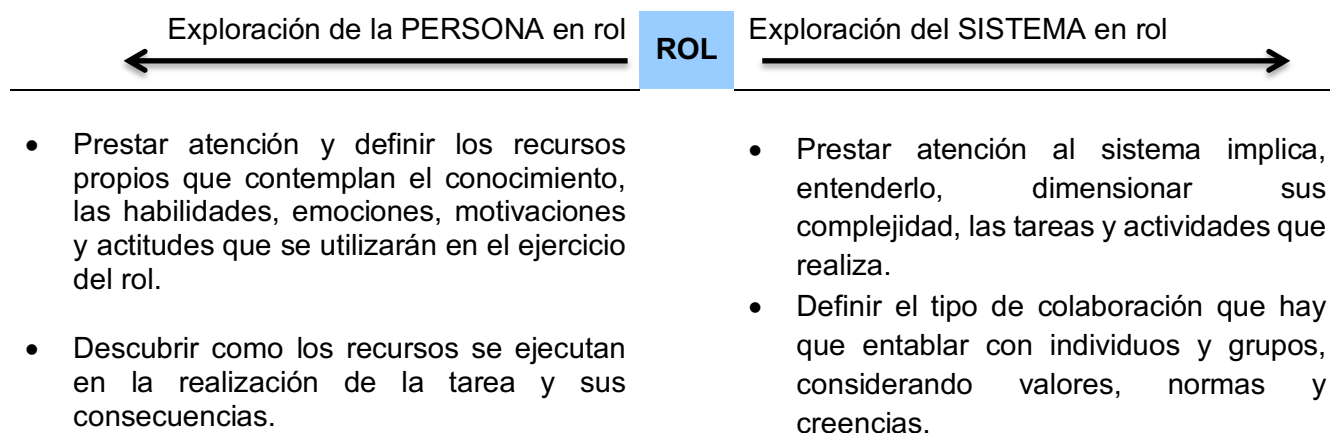 Exploración de la PERSONA en rol
ROL
Exploración del SISTEMA en rol
• Prestar atención y definir los recursos
propios que contemplan el conocimiento,
las habilidades, emociones, motivaciones
y actitudes que se utilizarán en el ejercicio
del rol.
• Descubrir como los recursos se ejecutan
en la realización de la tarea y sus
consecuencias.
• Prestar atención al sistema implica,
entenderlo, dimensionar sus
complejidad, las tareas y actividades que
realiza.
• Definir el tipo de colaboración que hay
que entablar con individuos y grupos,
considerando valores, normas y
creencias.